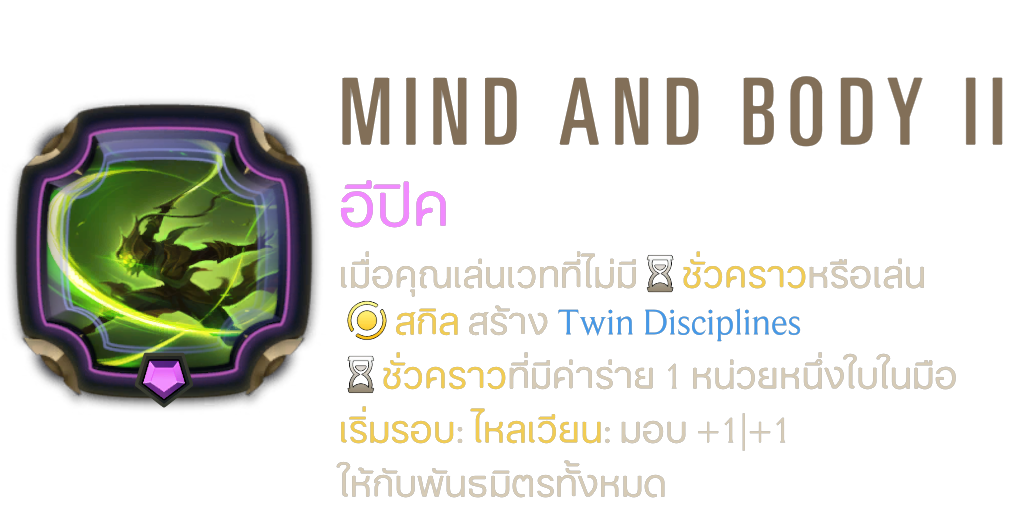 MIND AND BODY II
อีปิค
เมื่อคุณเล่นเวทที่ไม่มี ชั่วคราวหรือเล่น
สกิล สร้าง Twin Disciplines
ชั่วคราวที่มีค่าร่าย 1 หน่วยหนึ่งใบในมือ
เริ่มรอบ: ไหลเวียน: มอบ +1|+1
ให้กับพันธมิตรทั้งหมด